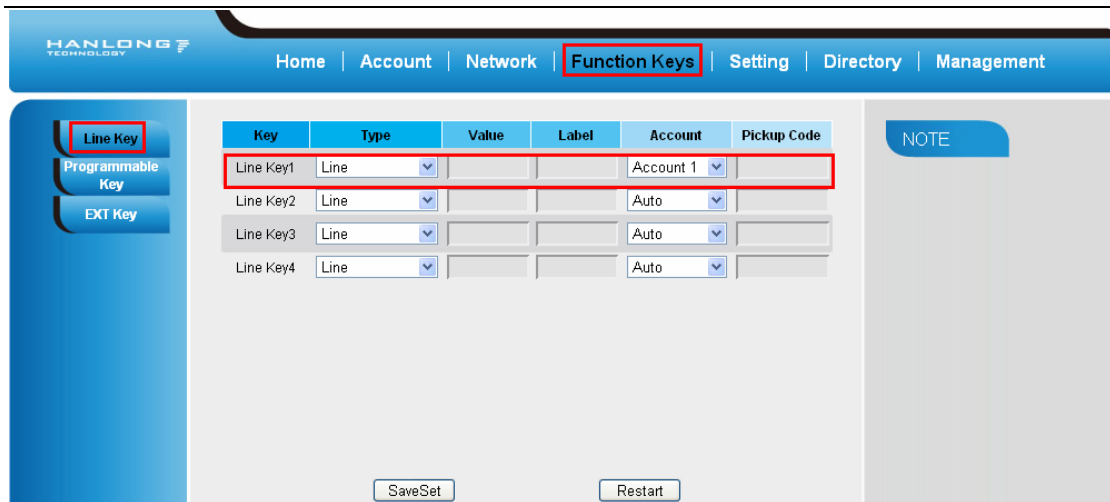 HANLONG
TECHNOLOGY
Home | Account | Network | Function Keys | Setting | Directory | Management
Line Key
Programmable
Key
EXT Key
Key Type Value Label Account Pickup Code
Line Key1 Line Account 1
Line Key2 Line Auto
Line Key3 Line Auto
Line Key4 Line Auto
NOTE
SaveSet Restart